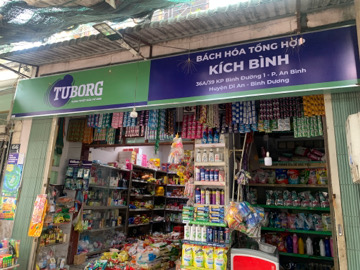 TUBORG
BÁCH HÓA TỔNG HỢP
KÍCH BÌNH
36A/39 KP Bình Đường 1 - P. An Bình
Huyện Dĩ An - Bình Dương